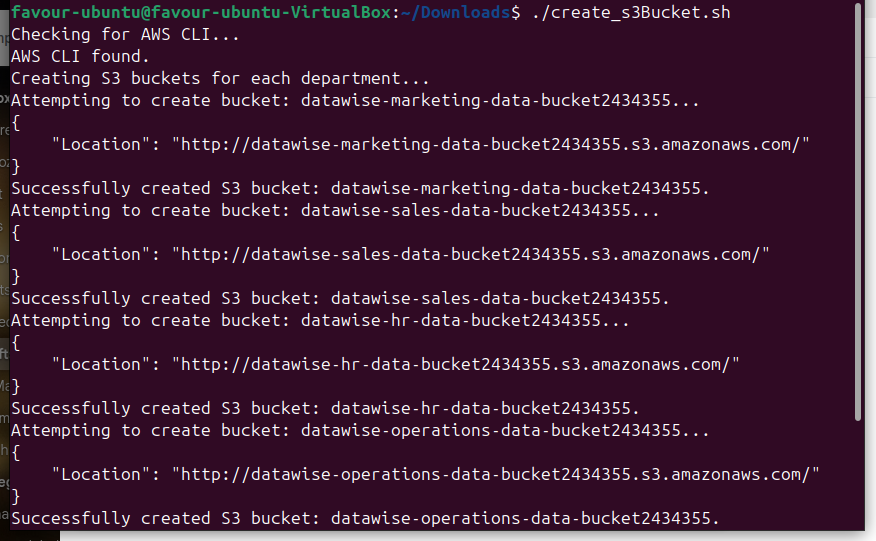 favour-ubuntu@favour-ubuntu-VirtualBox:~/Downloads$ ./create_s3Bucket.sh
Checking for AWS CLI...
AWS CLI found.
Creating S3 buckets for each department...
Attempting to create bucket: datawise-marketing-data-bucket2434355...
{
    "Location": "http://datawise-marketing-data-bucket2434355.s3.amazonaws.com/"
}
Successfully created S3 bucket: datawise-marketing-data-bucket2434355.
Attempting to create bucket: datawise-sales-data-bucket2434355...
{
    "Location": "http://datawise-sales-data-bucket2434355.s3.amazonaws.com/"
}
Successfully created S3 bucket: datawise-sales-data-bucket2434355.
Attempting to create bucket: datawise-hr-data-bucket2434355...
{
    "Location": "http://datawise-hr-data-bucket2434355.s3.amazonaws.com/"
}
Successfully created S3 bucket: datawise-hr-data-bucket2434355.
Attempting to create bucket: datawise-operations-data-bucket2434355...
{
    "Location": "http://datawise-operations-data-bucket2434355.s3.amazonaws.com/"
}
Successfully created S3 bucket: datawise-operations-data-bucket2434355.